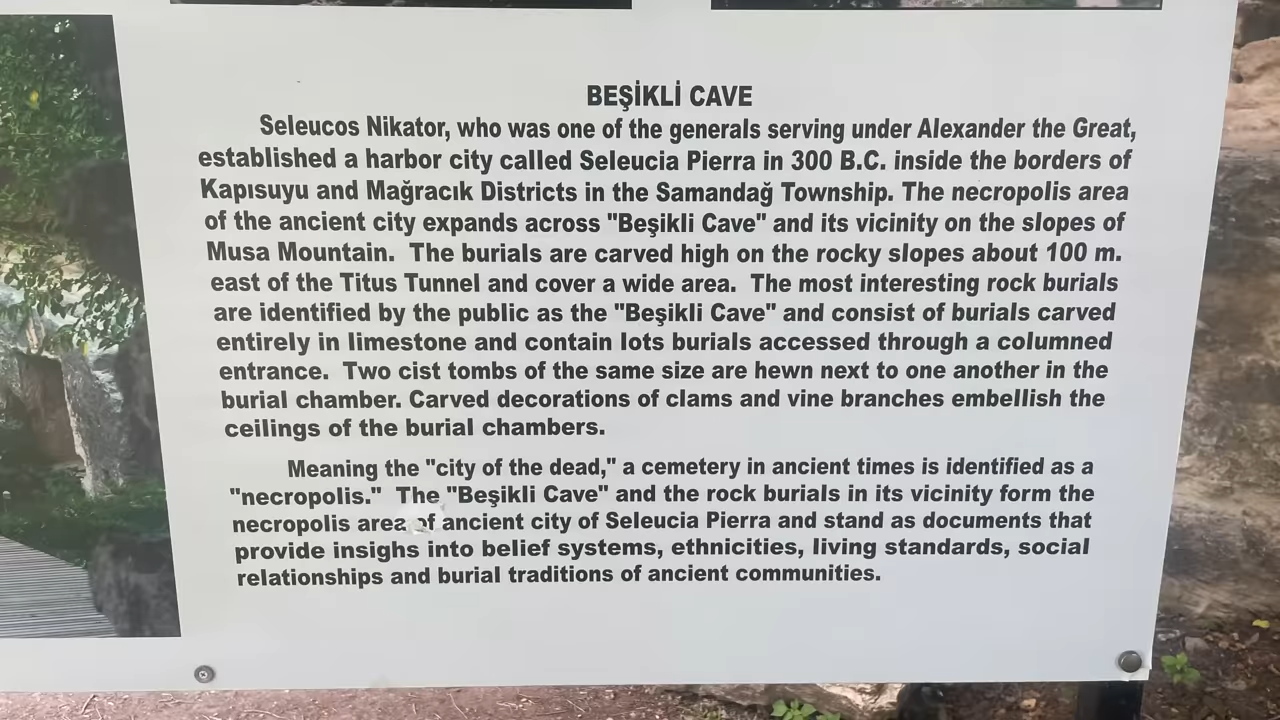 BEŞİKLİ CAVE
Seleucos Nikator, who was one of the generals serving under Alexander the Great,
established a harbor city called Seleucia Pierra in 300 B.C. inside the borders of
Kapısuyu and Mağracık Districts in the Samandağ Township. The necropolis area
of the ancient city expands across "Beşikli Cave" and its vicinity on the slopes of
Musa Mountain. The burials are carved high on the rocky slopes about 100 m.
east of the Titus Tunnel and cover a wide area. The most interesting rock burials
are identified by the public as the "Beşikli Cave" and consist of burials carved
entirely in limestone and contain lots burials accessed through a columned
entrance. Two cist tombs of the same size are hewn next to one another in the
burial chamber. Carved decorations of clams and vine branches embellish the
ceilings of the burial chambers.
Meaning the "city of the dead," a cemetery in ancient times is identified as a
"necropolis." The "Beşikli Cave" and the rock burials in its vicinity form the
necropolis area of ancient city of Seleucia Pierra and stand as documents that
provide insighs into belief systems, ethnicities, living standards, social
relationships and burial traditions of ancient communities.